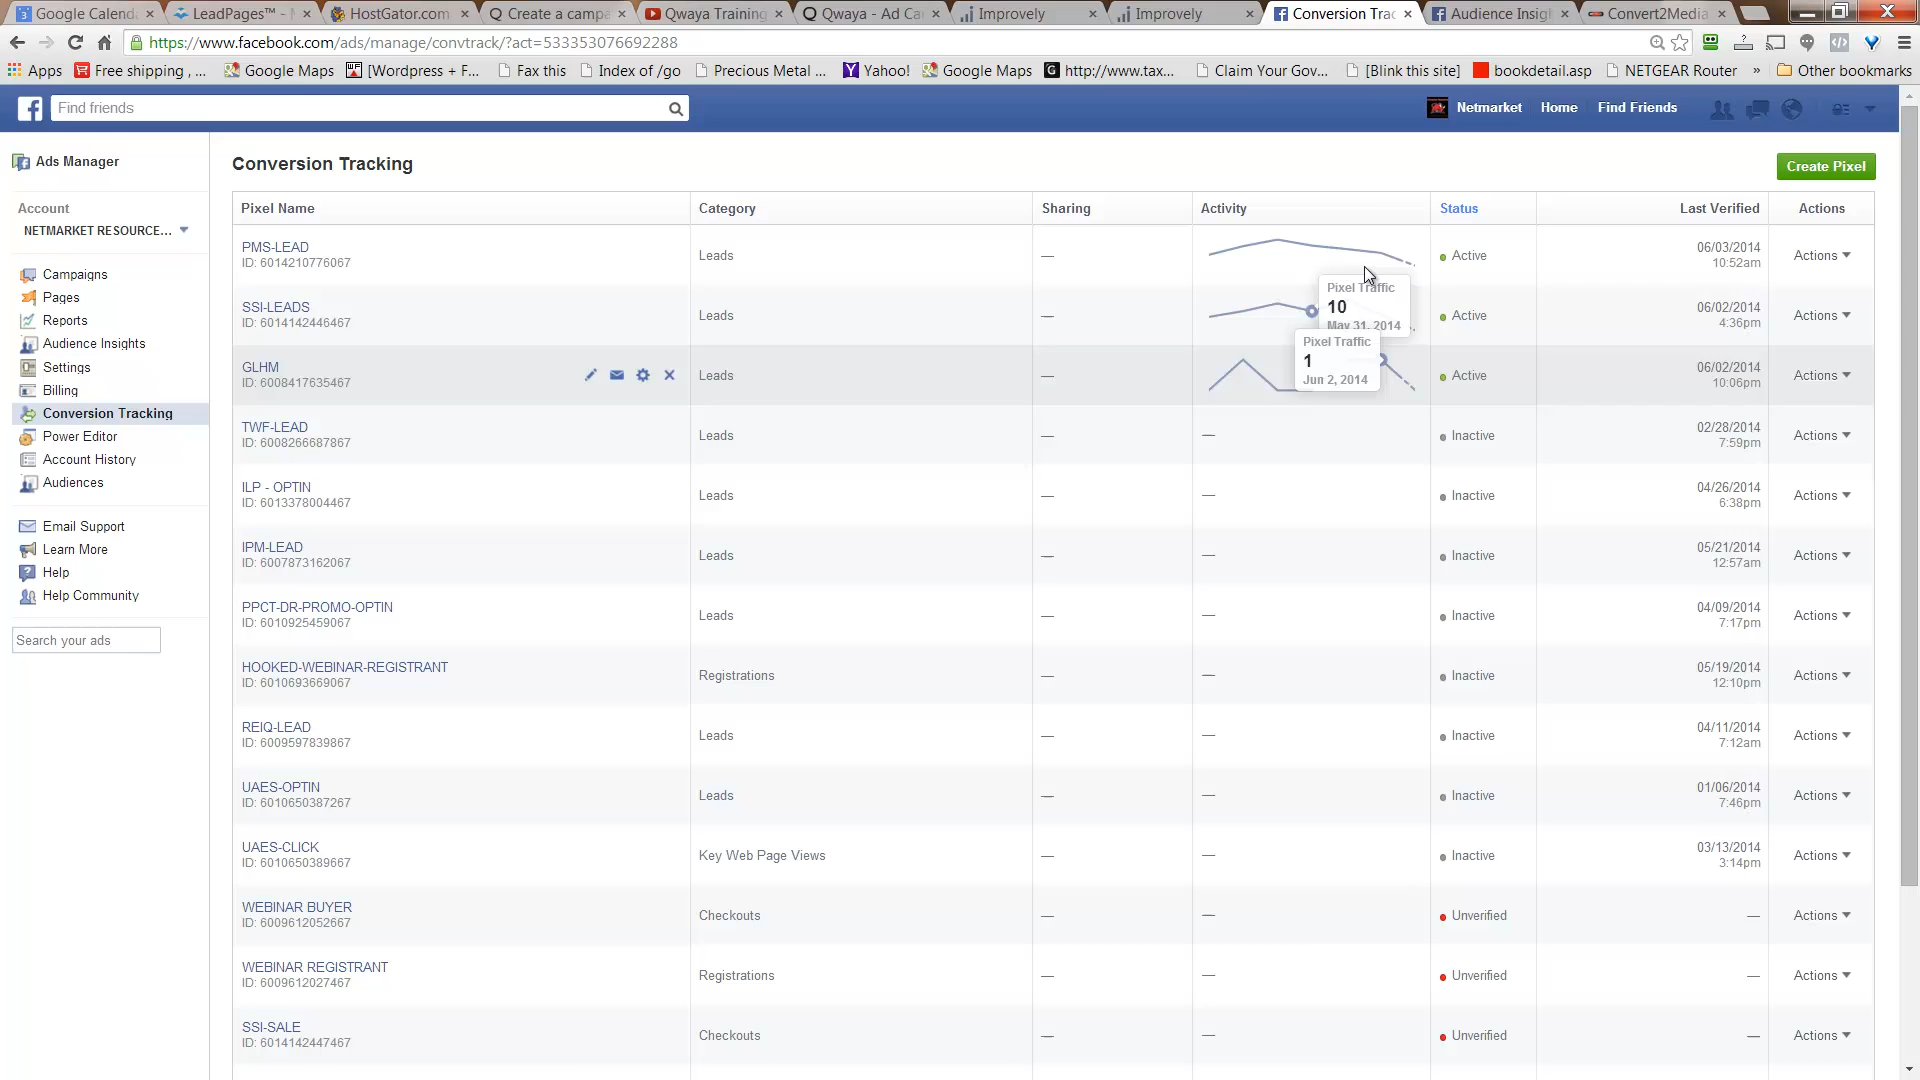 Google Calend
LeadPages™ -
HostGator.com
Create a campa
Qwaya Training
Qwaya - Ad Ca
Improvely
Improvely
Conversion Trac
Audience Insigh
Convert2Media
https://www.facebook.com/ads/manage/convtrack/?act=533353076692288
Apps
Free shipping , ...
Google Maps
[Wordpress + F...
Fax this
Index of /go
Precious Metal ...
Yahoo!
Google Maps
http://www.tax...
Claim Your Gov...
[Blink this site]
bookdetail.asp
NETGEAR Router
»
Other bookmarks
Find friends
Netmarket
Home
Find Friends
Ads Manager
Account
NETMARKET RESOURCE...
Campaigns
Pages
Reports
Audience Insights
Settings
Billing
Conversion Tracking
Power Editor
Account History
Audiences
Email Support
Learn More
Help
Help Community
Search your ads
Conversion Tracking
Create Pixel
Pixel Name Category Sharing Activity Status Last Verified Actions
PMS-LEAD
ID: 6014210776067
Leads — Active
06/03/2014
10:52am
Actions
SSI-LEADS
ID: 6014142446467
Leads —
Pixel Traffic
10
May 31, 2014
Active
06/02/2014
4:36pm
Actions
GLHM
ID: 6008417635467
Leads —
Pixel Traffic
1
Jun 2, 2014
Active
06/02/2014
10:06pm
Actions
TWF-LEAD
ID: 6008266687867
Leads — — Inactive
02/28/2014
7:59pm
Actions
ILP - OPTIN
ID: 6013378004467
Leads — — Inactive
04/26/2014
6:38pm
Actions
IPM-LEAD
ID: 6007873162067
Leads — — Inactive
05/21/2014
12:57am
Actions
PPCT-DR-PROMO-OPTIN
ID: 6010925459067
Leads — — Inactive
04/09/2014
7:17pm
Actions
HOOKED-WEBINAR-REGISTRANT
ID: 6010693669067
Registrations — — Inactive
05/19/2014
12:10pm
Actions
REIQ-LEAD
ID: 6009597839867
Leads — — Inactive
04/11/2014
7:12am
Actions
UAES-OPTIN
ID: 6010650387267
Leads — — Inactive
01/06/2014
7:46pm
Actions
UAES-CLICK
ID: 6010650389667
Key Web Page Views — — Inactive
03/13/2014
3:14pm
Actions
WEBINAR BUYER
ID: 6009612052667
Checkouts — — Unverified — Actions
WEBINAR REGISTRANT
ID: 6009612027467
Registrations — — Unverified — Actions
SSI-SALE
ID: 6014142447467
Checkouts — — Unverified — Actions